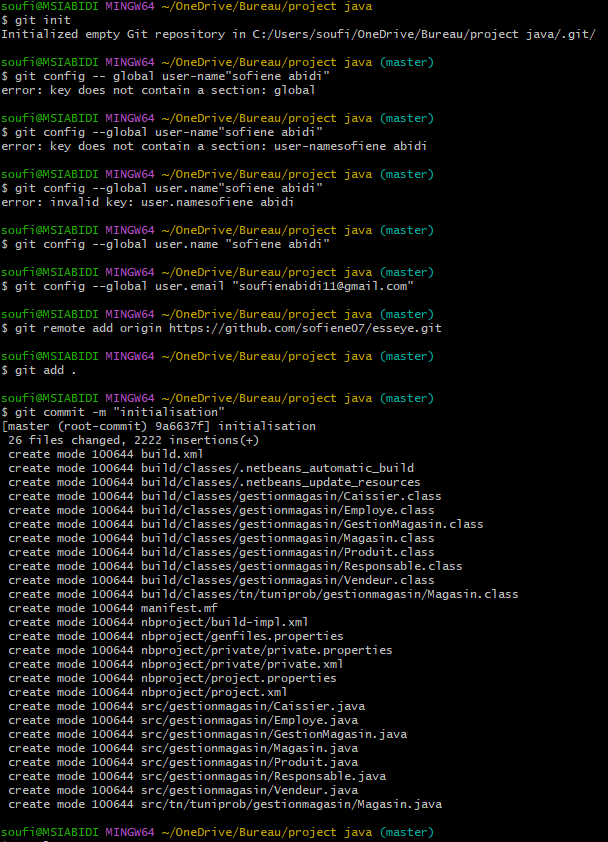 soufi@MSIABIDI MINGW64 ~/OneDrive/Bureau/project java
$ git init
Initialized empty Git repository in C:/Users/soufi/OneDrive/Bureau/project java/.git/
soufi@MSIABIDI MINGW64 ~/OneDrive/Bureau/project java (master)
$ git config -- global user-name"sofiene abidi"
error: key does not contain a section: global
soufi@MSIABIDI MINGW64 ~/OneDrive/Bureau/project java (master)
$ git config --global user-name"sofiene abidi"
error: key does not contain a section: user-namesofiene abidi
soufi@MSIABIDI MINGW64 ~/OneDrive/Bureau/project java (master)
$ git config --global user.name"sofiene abidi"
error: invalid key: user.namesofiene abidi
soufi@MSIABIDI MINGW64 ~/OneDrive/Bureau/project java (master)
$ git config --global user.name "sofiene abidi"
soufi@MSIABIDI MINGW64 ~/OneDrive/Bureau/project java (master)
$ git config --global user.email "soufienabidi11@gmail.com"
soufi@MSIABIDI MINGW64 ~/OneDrive/Bureau/project java (master)
$ git remote add origin https://github.com/sofiene07/esseye.git
soufi@MSIABIDI MINGW64 ~/OneDrive/Bureau/project java (master)
$ git add .
soufi@MSIABIDI MINGW64 ~/OneDrive/Bureau/project java (master)
$ git commit -m "initialisation"
[master (root-commit) 9a6637f] initialisation
 26 files changed, 2222 insertions(+)
 create mode 100644 build.xml
 create mode 100644 build/classes/.netbeans_automatic_build
 create mode 100644 build/classes/.netbeans_update_resources
 create mode 100644 build/classes/gestionmagasin/Caissier.class
 create mode 100644 build/classes/gestionmagasin/Employe.class
 create mode 100644 build/classes/gestionmagasin/GestionMagasin.class
 create mode 100644 build/classes/gestionmagasin/Magasin.class
 create mode 100644 build/classes/gestionmagasin/Produit.class
 create mode 100644 build/classes/gestionmagasin/Responsable.class
 create mode 100644 build/classes/gestionmagasin/Vendeur.class
 create mode 100644 build/classes/tn/tuniprob/gestionmagasin/Magasin.class
 create mode 100644 manifest.mf
 create mode 100644 nbproject/build-impl.xml
 create mode 100644 nbproject/genfiles.properties
 create mode 100644 nbproject/private/private.properties
 create mode 100644 nbproject/private/private.xml
 create mode 100644 nbproject/project.properties
 create mode 100644 nbproject/project.xml
 create mode 100644 src/gestionmagasin/Caissier.java
 create mode 100644 src/gestionmagasin/Employe.java
 create mode 100644 src/gestionmagasin/GestionMagasin.java
 create mode 100644 src/gestionmagasin/Magasin.java
 create mode 100644 src/gestionmagasin/Produit.java
 create mode 100644 src/gestionmagasin/Responsable.java
 create mode 100644 src/gestionmagasin/Vendeur.java
 create mode 100644 src/tn/tuniprob/gestionmagasin/Magasin.java
soufi@MSIABIDI MINGW64 ~/OneDrive/Bureau/project java (master)